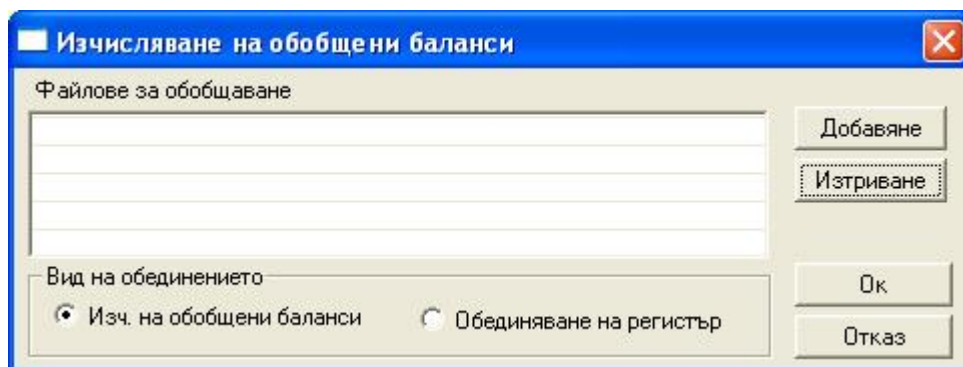 Изчисляване на обобщени баланси
Файлове за обобщаване
Добавяне
Изтриване
Вид на обединението
Изч. на обобщени баланси
Обединяване на регистър
Ок
Отказ